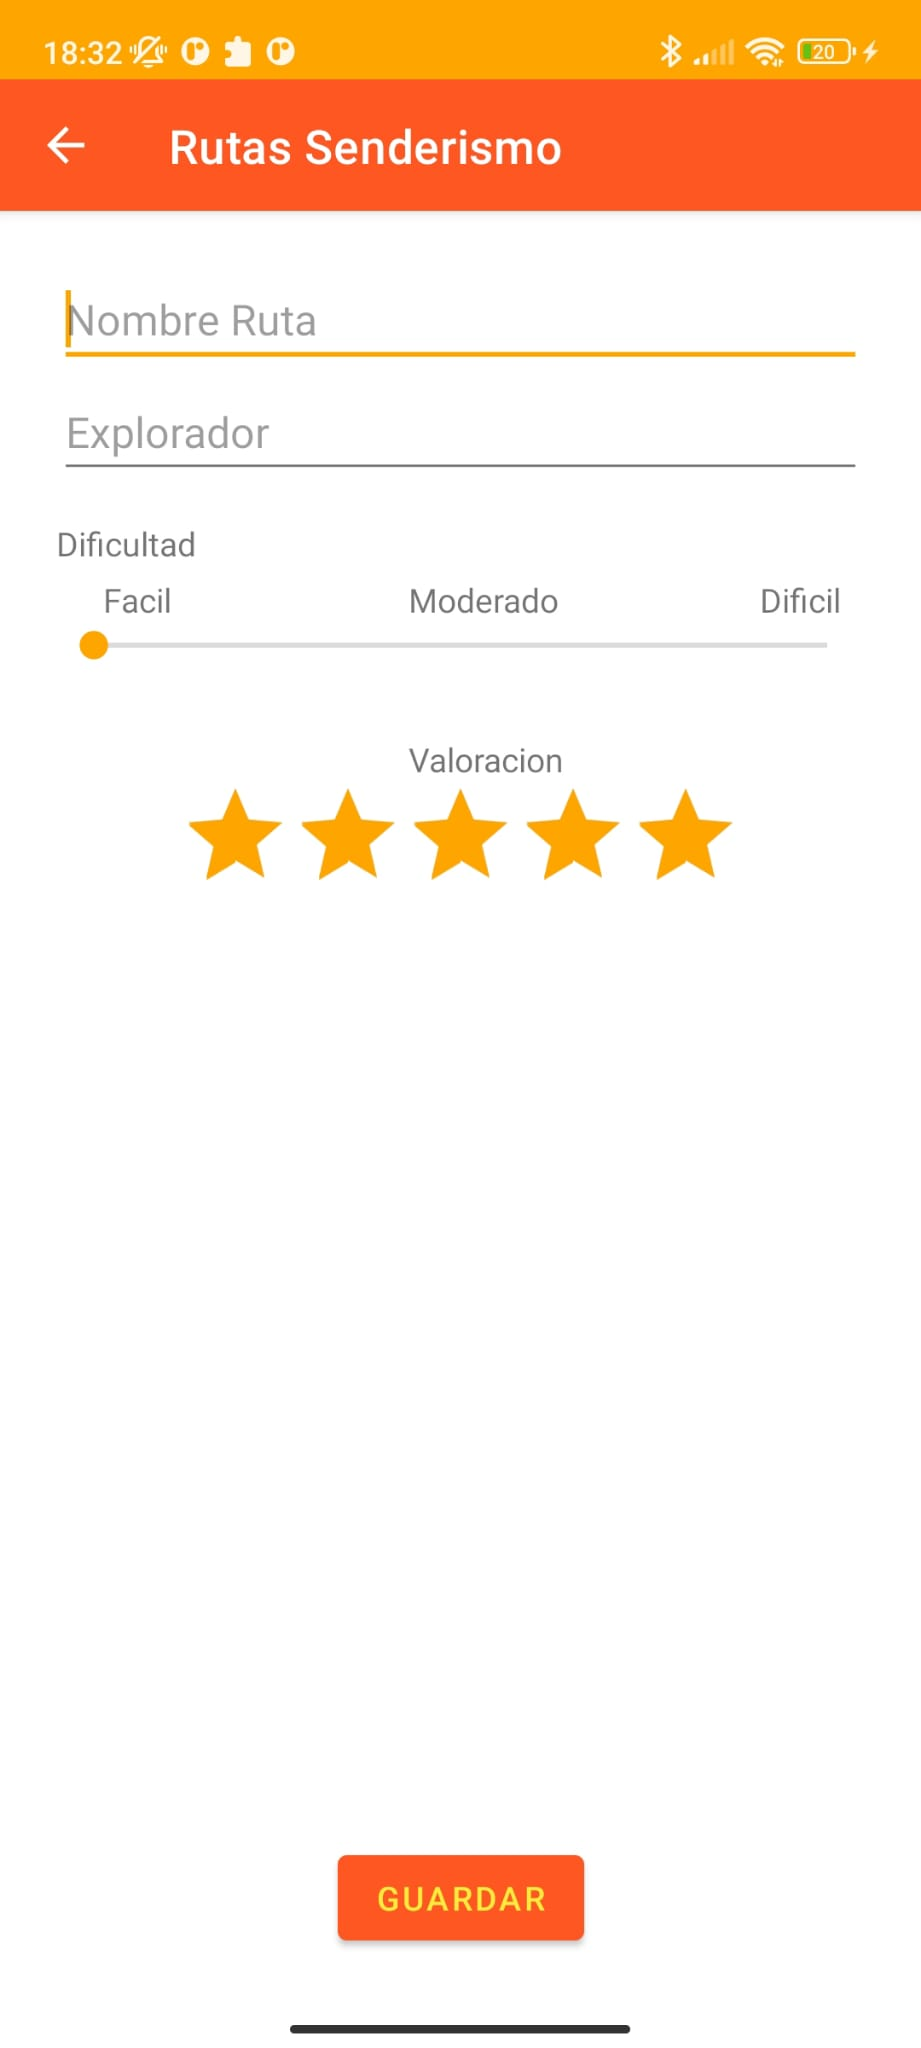 18:32 20
Rutas Senderismo
Nombre Ruta
Explorador
Dificultad
Facil Moderado Dificil
Valoracion
GUARDAR